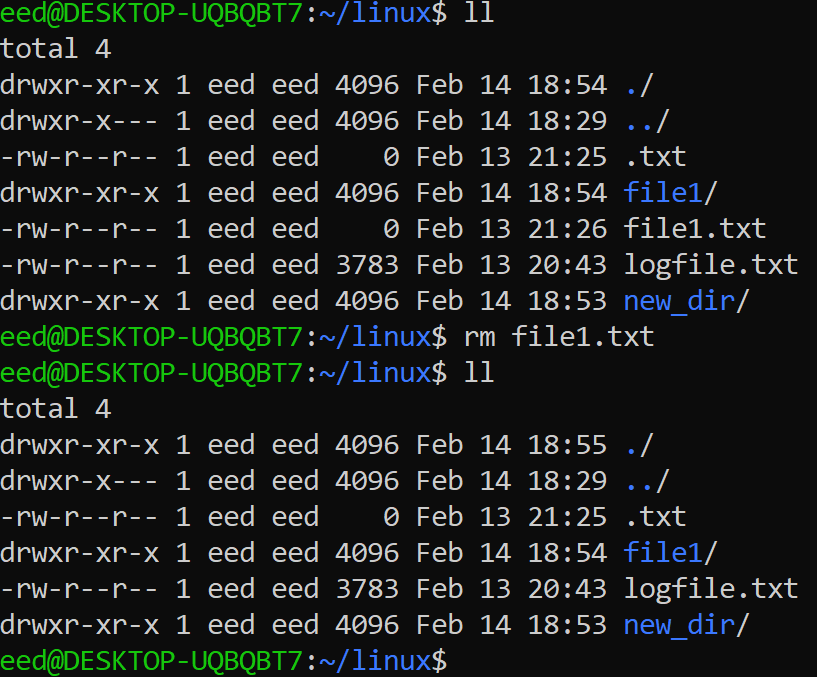 eed@DESKTOP-UQBQBT7:~/linux$ ll
total 4
drwxr-xr-x 1 eed eed 4096 Feb 14 18:54 ./
drwxr-x--- 1 eed eed 4096 Feb 14 18:29 ../
-rw-r--r-- 1 eed eed    0 Feb 13 21:25 .txt
drwxr-xr-x 1 eed eed 4096 Feb 14 18:54 file1/
-rw-r--r-- 1 eed eed    0 Feb 13 21:26 file1.txt
-rw-r--r-- 1 eed eed 3783 Feb 13 20:43 logfile.txt
drwxr-xr-x 1 eed eed 4096 Feb 14 18:53 new_dir/
eed@DESKTOP-UQBQBT7:~/linux$ rm file1.txt
eed@DESKTOP-UQBQBT7:~/linux$ ll
total 4
drwxr-xr-x 1 eed eed 4096 Feb 14 18:55 ./
drwxr-x--- 1 eed eed 4096 Feb 14 18:29 ../
-rw-r--r-- 1 eed eed    0 Feb 13 21:25 .txt
drwxr-xr-x 1 eed eed 4096 Feb 14 18:54 file1/
-rw-r--r-- 1 eed eed 3783 Feb 13 20:43 logfile.txt
drwxr-xr-x 1 eed eed 4096 Feb 14 18:53 new_dir/
eed@DESKTOP-UQBQBT7:~/linux$